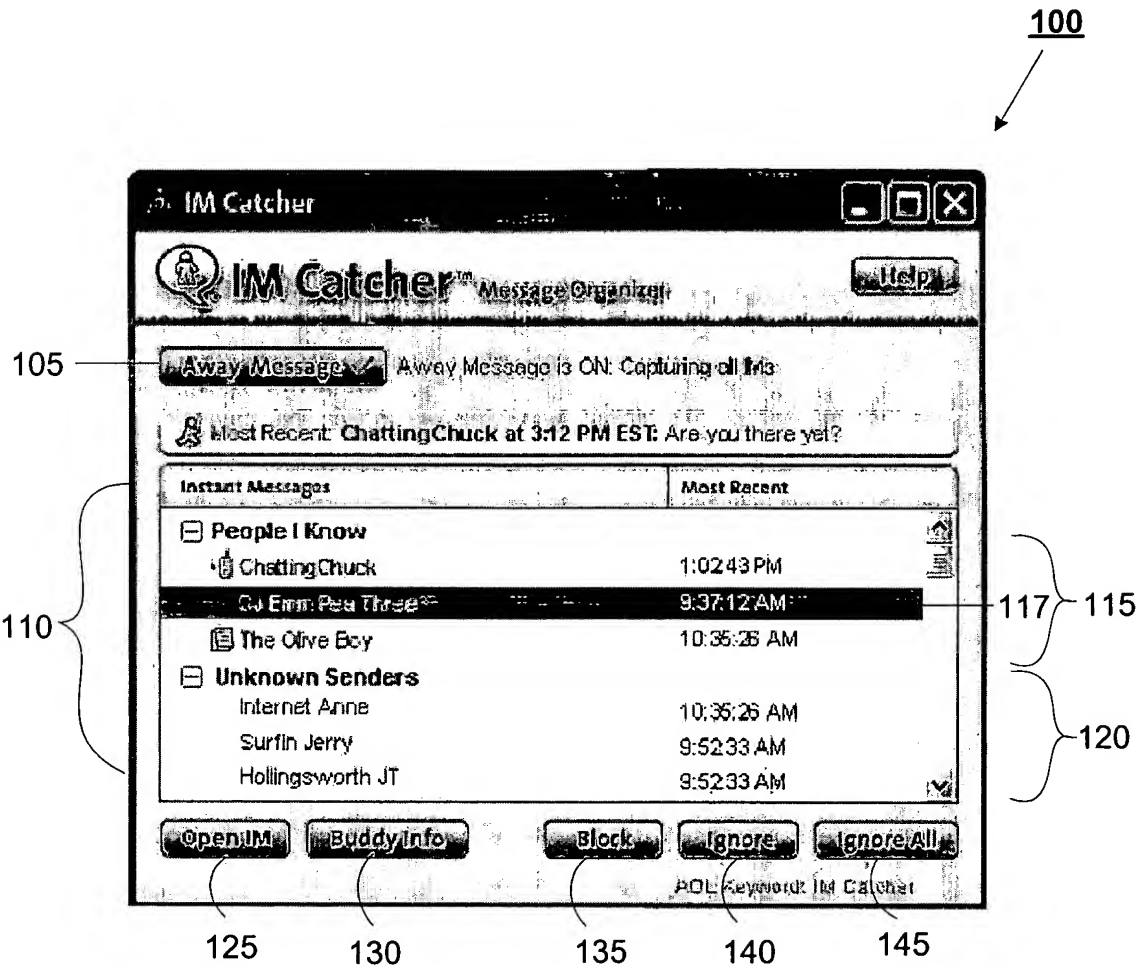 100
IM Catcher
IM Catcher™ Message Organizer
Help
105
Away Message
Away Message is ON: Capturing all IMs
Most Recent: ChattingChuck at 3:12 PM EST: Are you there yet?
Instant Messages
Most Recent
110
People I Know
ChattingChuck
1:02:43 PM
CJ Emm Pea Three
9:37:12 AM
117
115
The Olive Boy
10:35:26 AM
Unknown Senders
Internet Anne
10:35:26 AM
Surfin Jerry
9:52:33 AM
120
Hollingsworth JT
9:52:33 AM
Open IM
Buddy Info
Block
Ignore
Ignore All
AOL Keyword: IM Catcher
125
130
135
140
145